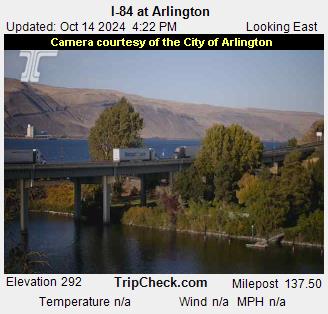 I-84 at Arlington
Updated: Oct 14 2024 4:22 PM Looking East
Camera courtesy of the City of Arlington
Elevation 292 TripCheck.com Milepost 137.50
Temperature n/a Wind n/a MPH n/a